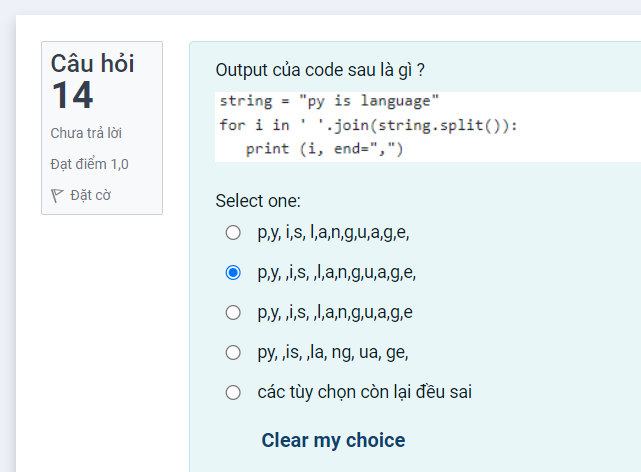 Câu hỏi
14
Chưa trả lời
Đạt điểm 1,0
Đặt cờ
Output của code sau là gì ?
string = "py is language"
for i in ' '.join(string.split()):
print (i, end=",")
Select one:
p,y, i,s, l,a,n,g,u,a,g,e,
p,y, ,i,s, ,l,a,n,g,u,a,g,e,
p,y, ,i,s, ,l,a,n,g,u,a,g,e
py, ,is, ,la, ng, ua, ge,
các tùy chọn còn lại đều sai
Clear my choice